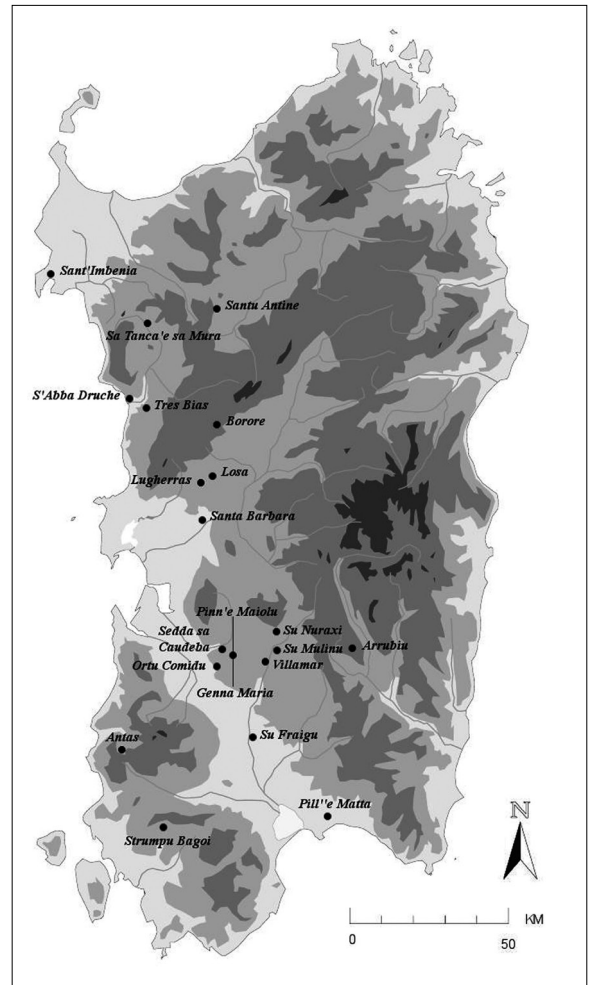 Sant'Imbenia
Santu Antine
Sa Tanca'e sa Mura
S'Abba Druche
Tres Bias
Borore
Losa
Lugherras
Santa Barbara
Pinn'e Maiolu
Sedda sa
Caudeba
Su Nuraxi
Su Mulinu
Arrubiu
Ortu Comidu
Villamar
Genna Maria
Su Fraigu
Antas
Pill''e Matta
Strumpu Bagoi
N
KM
0 50